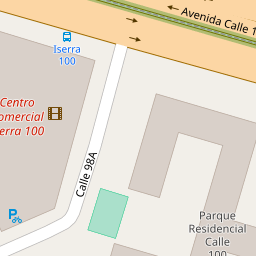 Avenida Calle 1
Iserra
100
Centro
omercial
erra 100
Calle 98A
Parque
Residencial
Calle
100